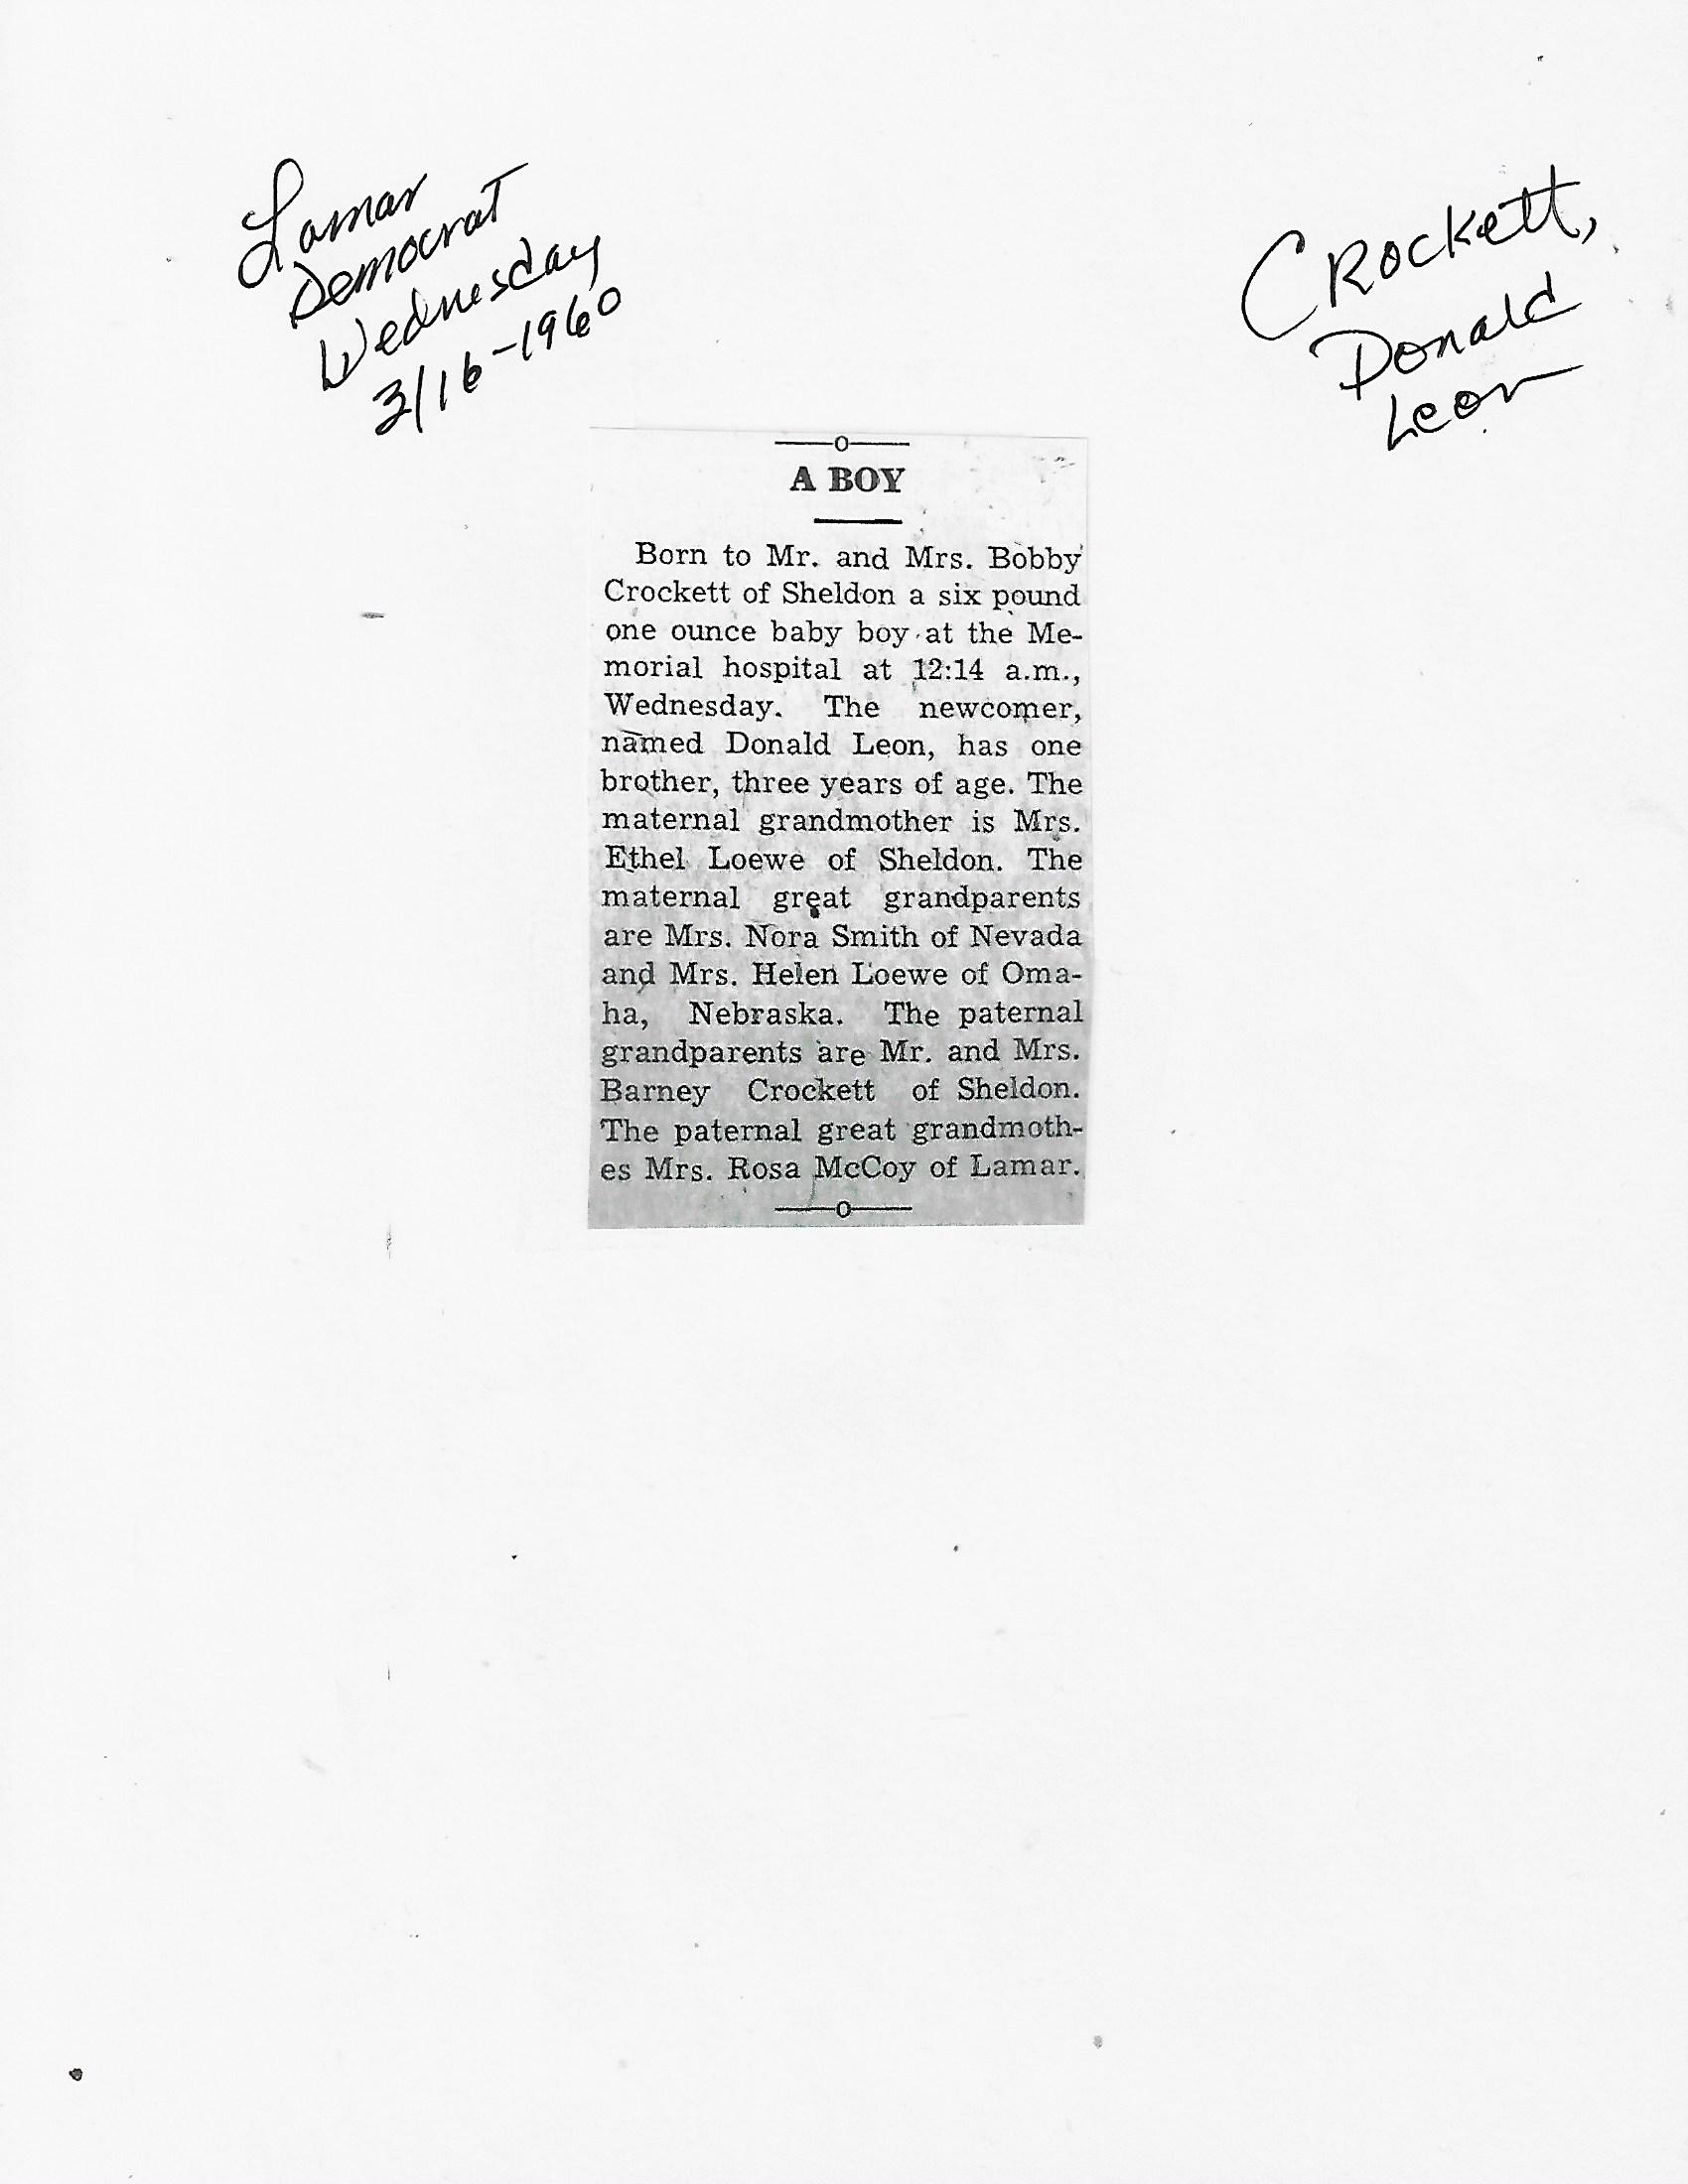 Lamar
Democrat
Wednesday
3/16-1960
Crockett,
Donald
Leon
A BOY
Born to Mr. and Mrs. Bobby
Crockett of Sheldon a six pound
one ounce baby boy at the Me-
morial hospital at 12:14 a.m.,
Wednesday. The newcomer,
named Donald Leon, has one
brother, three years of age. The
maternal grandmother is Mrs.
Ethel Loewe of Sheldon. The
maternal great grandparents
are Mrs. Nora Smith of Nevada
and Mrs. Helen Loewe of Oma-
ha, Nebraska. The paternal
grandparents are Mr. and Mrs.
Barney Crockett of Sheldon.
The paternal great grandmoth-
es Mrs. Rosa McCoy of Lamar.